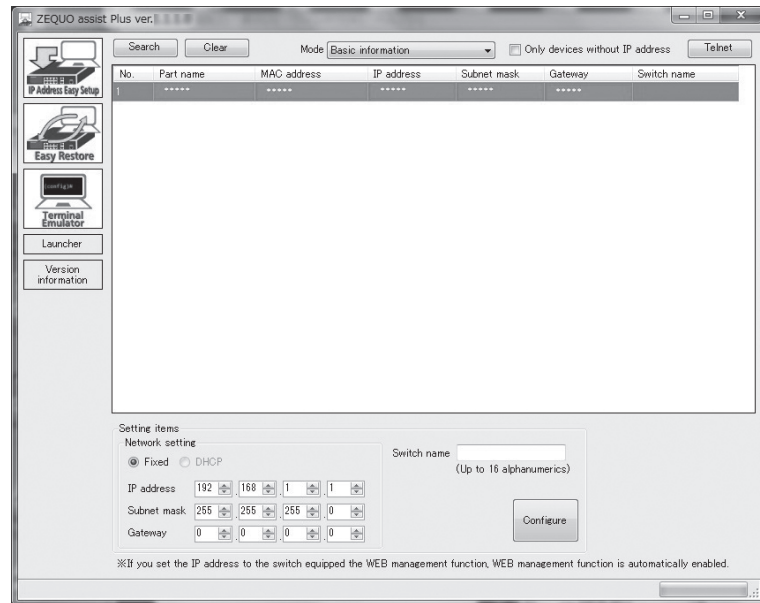 ZEQUO assist Plus ver.
Search Clear Mode Basic information Only devices without IP address Telnet
IP Address Easy Setup
Easy Restore
(config)#
Terminal Emulator
Launcher
Version information
No. Part name MAC address IP address Subnet mask Gateway Switch name
1 ***** ***** ***** ***** *****
Setting items
Network setting
Fixed DHCP
IP address 192 . 168 . 1 . 1
Subnet mask 255 . 255 . 255 . 0
Gateway 0 . 0 . 0 . 0
Switch name
(Up to 16 alphanumerics)
Configure
※If you set the IP address to the switch equipped the WEB management function, WEB management function is automatically enabled.